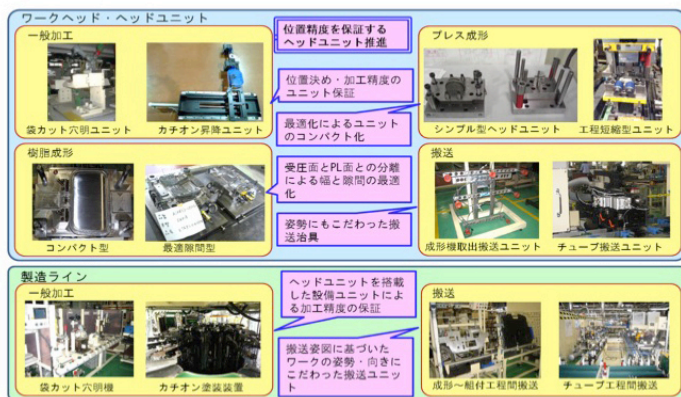 ワークヘッド・ヘッドユニット
一般加工
袋カット穴明ユニット
カチオン昇降ユニット
位置精度を保証する
ヘッドユニット推進
位置決め・加工精度の
ユニット保証
最適化によるユニット
のコンパクト化
プレス成形
シンプル型ヘッドユニット
工程短縮型ユニット
樹脂成形
コンパクト型
最適隙間型
受圧面とPL面との分離
による幅と隙間の最適
化
姿勢にもこだわった搬
送治具
搬送
成形機取出搬送ユニット
チューブ搬送ユニット
製造ライン
一般加工
袋カット穴明機
カチオン塗装装置
ヘッドユニットを搭載
した設備ユニットによ
る加工精度の保証
搬送姿図に基づいた
ワークの姿勢・向きに
こだわった搬送ユニッ
ト
搬送
成形～組付工程間搬送
チューブ工程間搬送